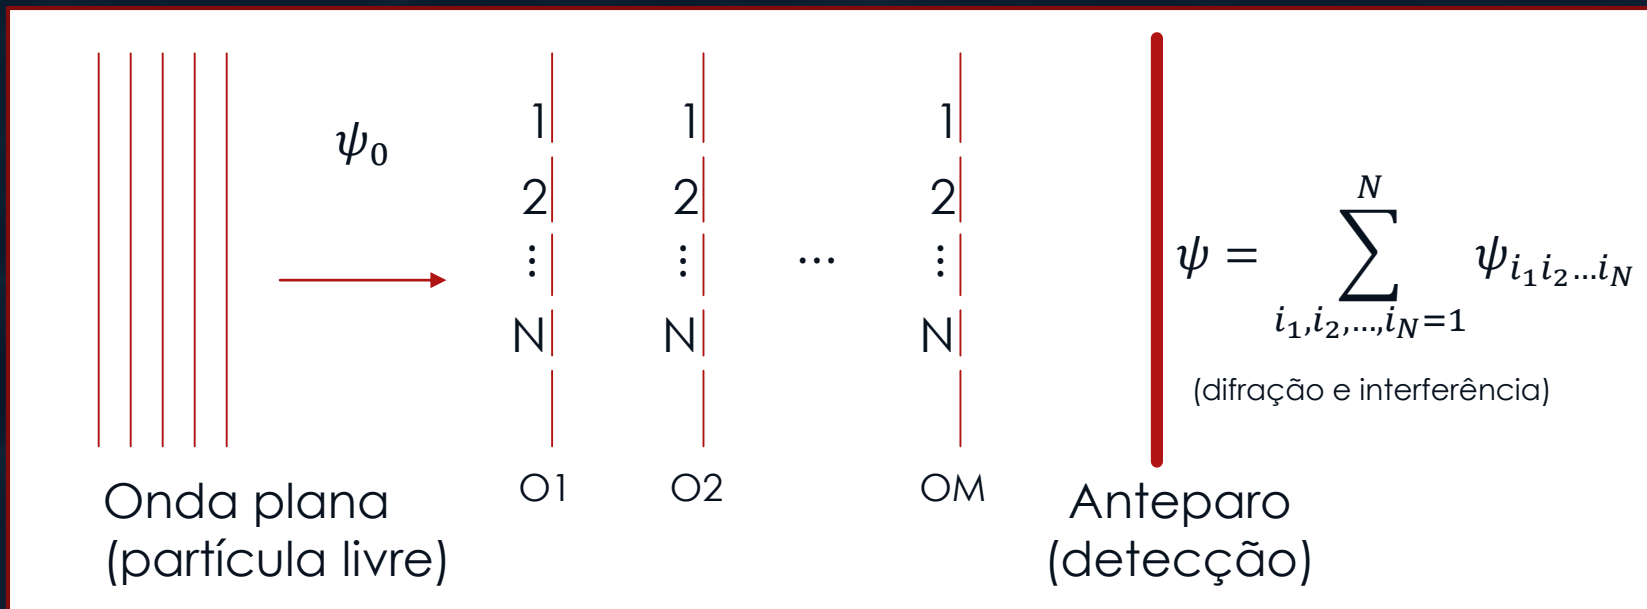 ψ₀
1 1 1
2 2 2
⋮ ⋮ ... ⋮
N N N
O1 O2 OM
Onda plana
(partícula livre)
Anteparo
(detecção)
N
ψ = ∑ ψ_{i₁i₂...i_N}
i₁,i₂,...,i_N=1
(difração e interferência)